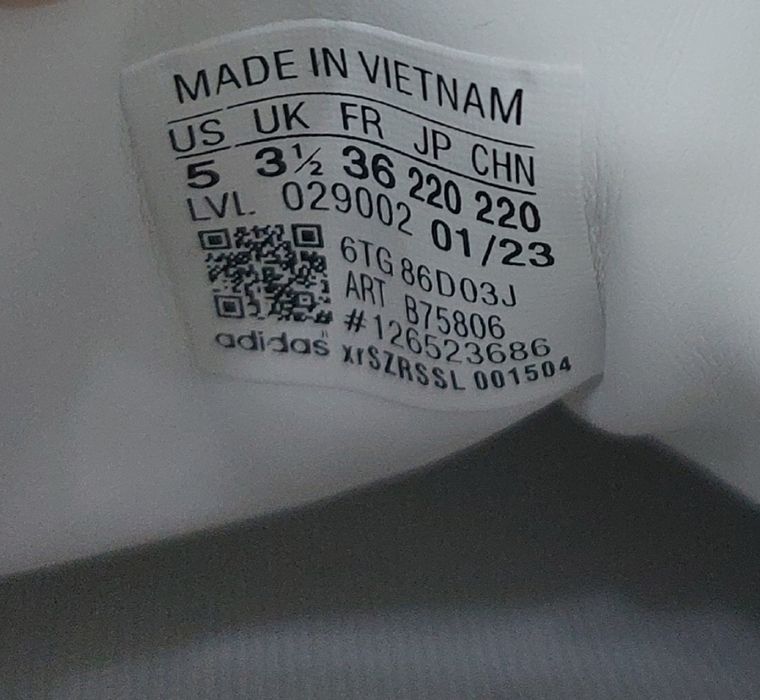 MADE IN VIETNAM
US UK FR JP CHN
5 3½ 36 220 220
LVL 029002 01/23
6TG 86D03J
ART B75806
#126523686
adidas xrSZRSSL 001504